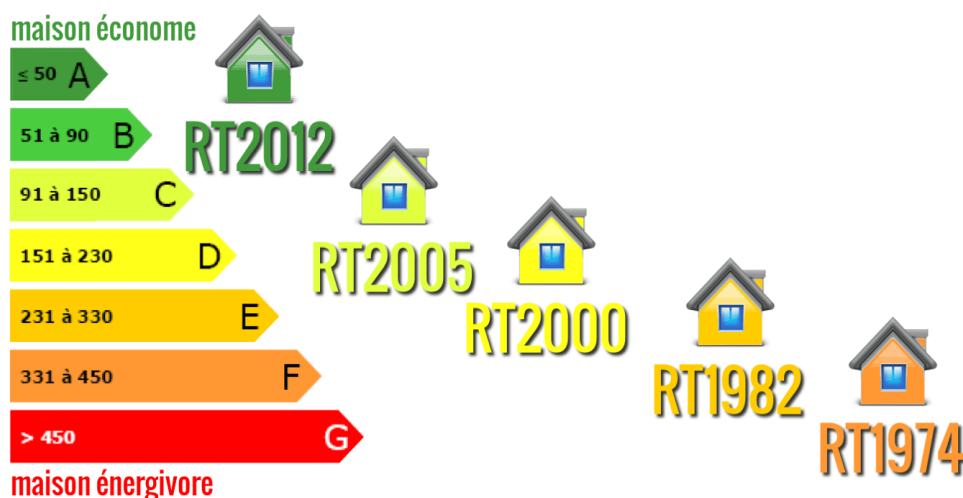 maison économe
≤ 50 A
51 à 90 B
91 à 150 C
151 à 230 D
231 à 330 E
331 à 450 F
> 450 G
maison énergivore
RT2012
RT2005
RT2000
RT1982
RT1974